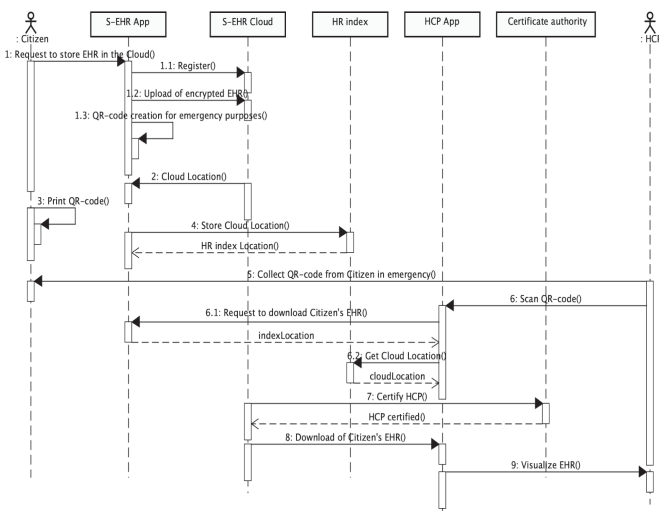 S-EHR App
S-EHR Cloud
HR index
HCP App
Certificate authority
: Citizen
: HCP
1: Request to store EHR in the Cloud()
1.1: Register()
1.2: Upload of encrypted EHR()
1.3: QR-code creation for emergency purposes()
2: Cloud Location()
3: Print QR-code()
4: Store Cloud Location()
HR index Location()
5: Collect QR-code from Citizen in emergency()
6: Scan QR-code()
6.1: Request to download Citizen's EHR()
indexLocation
6.2: Get Cloud Location()
cloudLocation
7: Certify HCP()
HCP certified()
8: Download of Citizen's EHR()
9: Visualize EHR()